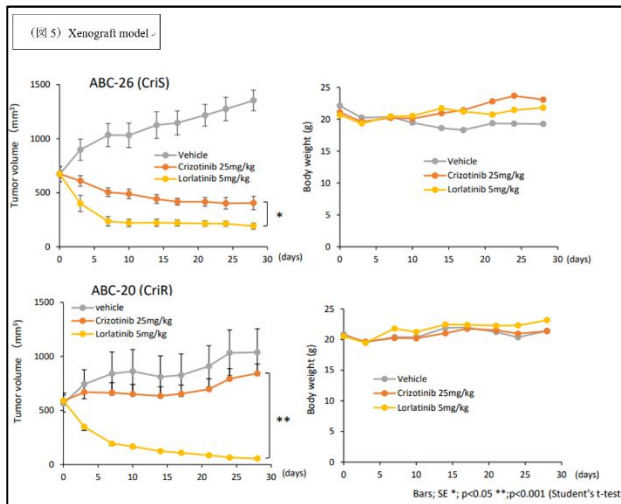 （図 5） Xenograft model
ABC-26 (CriS)
Tumor volume (mm³)
1500
1000
500
0
0 5 10 15 20 25 30 (days)
Vehicle
Crizotinib 25mg/kg
Lorlatinib 5mg/kg
*
Body weight (g)
25
20
15
10
5
0
0 5 10 15 20 25 30 (days)
Vehicle
Crizotinib 25mg/kg
Lorlatinib 5mg/kg
ABC-20 (CriR)
Tumor volume (mm³)
1500
1000
500
0
0 5 10 15 20 25 30 (days)
vehicle
Crizotinib 25mg/kg
Lorlatinib 5mg/kg
**
Body weight (g)
25
20
15
10
5
0
0 5 10 15 20 25 30 (days)
Vehicle
Crizotinib 25mg/kg
Lorlatinib 5mg/kg
Bars; SE *; p<0.05 **;p<0.001 (Student's t-test